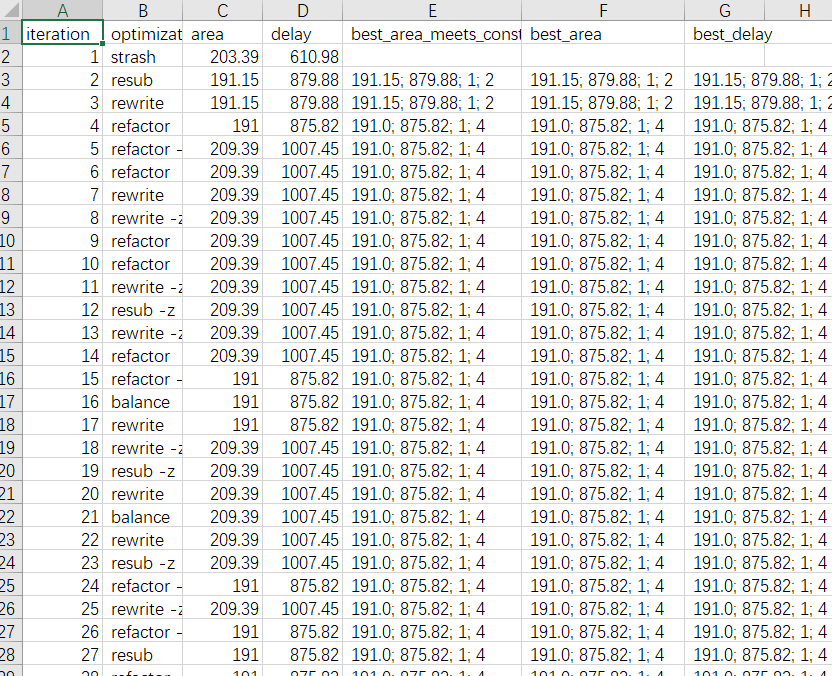 A B C D E F G H
1 iteration optimizat area delay best_area_meets_const best_area best_delay
2 1 strash 203.39 610.98
3 2 resub 191.15 879.88 191.15; 879.88; 1; 2 191.15; 879.88; 1; 2 191.15; 879.88; 1; 2
4 3 rewrite 191.15 879.88 191.15; 879.88; 1; 2 191.15; 879.88; 1; 2 191.15; 879.88; 1; 2
5 4 refactor 191 875.82 191.0; 875.82; 1; 4 191.0; 875.82; 1; 4 191.0; 875.82; 1; 4
6 5 refactor - 209.39 1007.45 191.0; 875.82; 1; 4 191.0; 875.82; 1; 4 191.0; 875.82; 1; 4
7 6 refactor 209.39 1007.45 191.0; 875.82; 1; 4 191.0; 875.82; 1; 4 191.0; 875.82; 1; 4
8 7 rewrite 209.39 1007.45 191.0; 875.82; 1; 4 191.0; 875.82; 1; 4 191.0; 875.82; 1; 4
9 8 rewrite -z 209.39 1007.45 191.0; 875.82; 1; 4 191.0; 875.82; 1; 4 191.0; 875.82; 1; 4
10 9 refactor 209.39 1007.45 191.0; 875.82; 1; 4 191.0; 875.82; 1; 4 191.0; 875.82; 1; 4
11 10 refactor 209.39 1007.45 191.0; 875.82; 1; 4 191.0; 875.82; 1; 4 191.0; 875.82; 1; 4
12 11 rewrite -z 209.39 1007.45 191.0; 875.82; 1; 4 191.0; 875.82; 1; 4 191.0; 875.82; 1; 4
13 12 resub -z 209.39 1007.45 191.0; 875.82; 1; 4 191.0; 875.82; 1; 4 191.0; 875.82; 1; 4
14 13 rewrite -z 209.39 1007.45 191.0; 875.82; 1; 4 191.0; 875.82; 1; 4 191.0; 875.82; 1; 4
15 14 refactor 209.39 1007.45 191.0; 875.82; 1; 4 191.0; 875.82; 1; 4 191.0; 875.82; 1; 4
16 15 refactor - 191 875.82 191.0; 875.82; 1; 4 191.0; 875.82; 1; 4 191.0; 875.82; 1; 4
17 16 balance 191 875.82 191.0; 875.82; 1; 4 191.0; 875.82; 1; 4 191.0; 875.82; 1; 4
18 17 rewrite 191 875.82 191.0; 875.82; 1; 4 191.0; 875.82; 1; 4 191.0; 875.82; 1; 4
19 18 rewrite -z 209.39 1007.45 191.0; 875.82; 1; 4 191.0; 875.82; 1; 4 191.0; 875.82; 1; 4
20 19 resub -z 209.39 1007.45 191.0; 875.82; 1; 4 191.0; 875.82; 1; 4 191.0; 875.82; 1; 4
21 20 rewrite 209.39 1007.45 191.0; 875.82; 1; 4 191.0; 875.82; 1; 4 191.0; 875.82; 1; 4
22 21 balance 209.39 1007.45 191.0; 875.82; 1; 4 191.0; 875.82; 1; 4 191.0; 875.82; 1; 4
23 22 rewrite 209.39 1007.45 191.0; 875.82; 1; 4 191.0; 875.82; 1; 4 191.0; 875.82; 1; 4
24 23 resub -z 209.39 1007.45 191.0; 875.82; 1; 4 191.0; 875.82; 1; 4 191.0; 875.82; 1; 4
25 24 refactor - 191 875.82 191.0; 875.82; 1; 4 191.0; 875.82; 1; 4 191.0; 875.82; 1; 4
26 25 rewrite -z 209.39 1007.45 191.0; 875.82; 1; 4 191.0; 875.82; 1; 4 191.0; 875.82; 1; 4
27 26 refactor - 191 875.82 191.0; 875.82; 1; 4 191.0; 875.82; 1; 4 191.0; 875.82; 1; 4
28 27 resub 191 875.82 191.0; 875.82; 1; 4 191.0; 875.82; 1; 4 191.0; 875.82; 1; 4